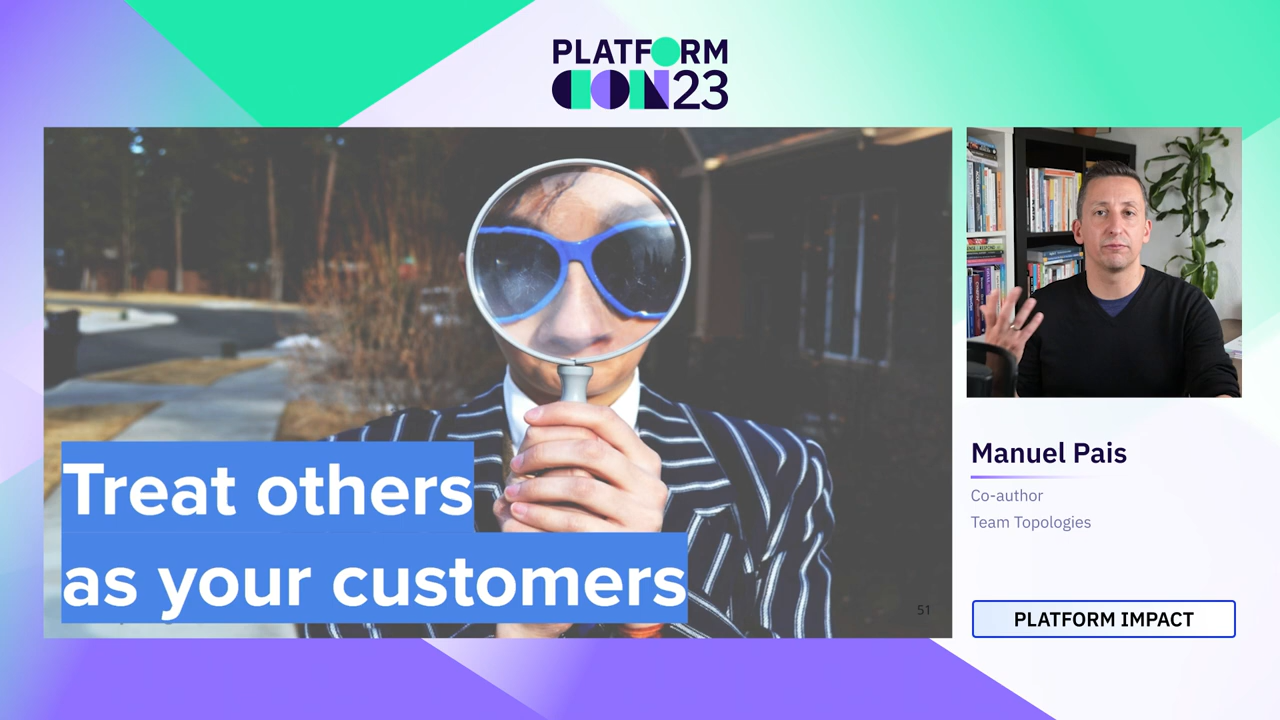 PLATFORM
CON23
Treat others
as your customers
51
Manuel Pais
Co-author
Team Topologies
PLATFORM IMPACT